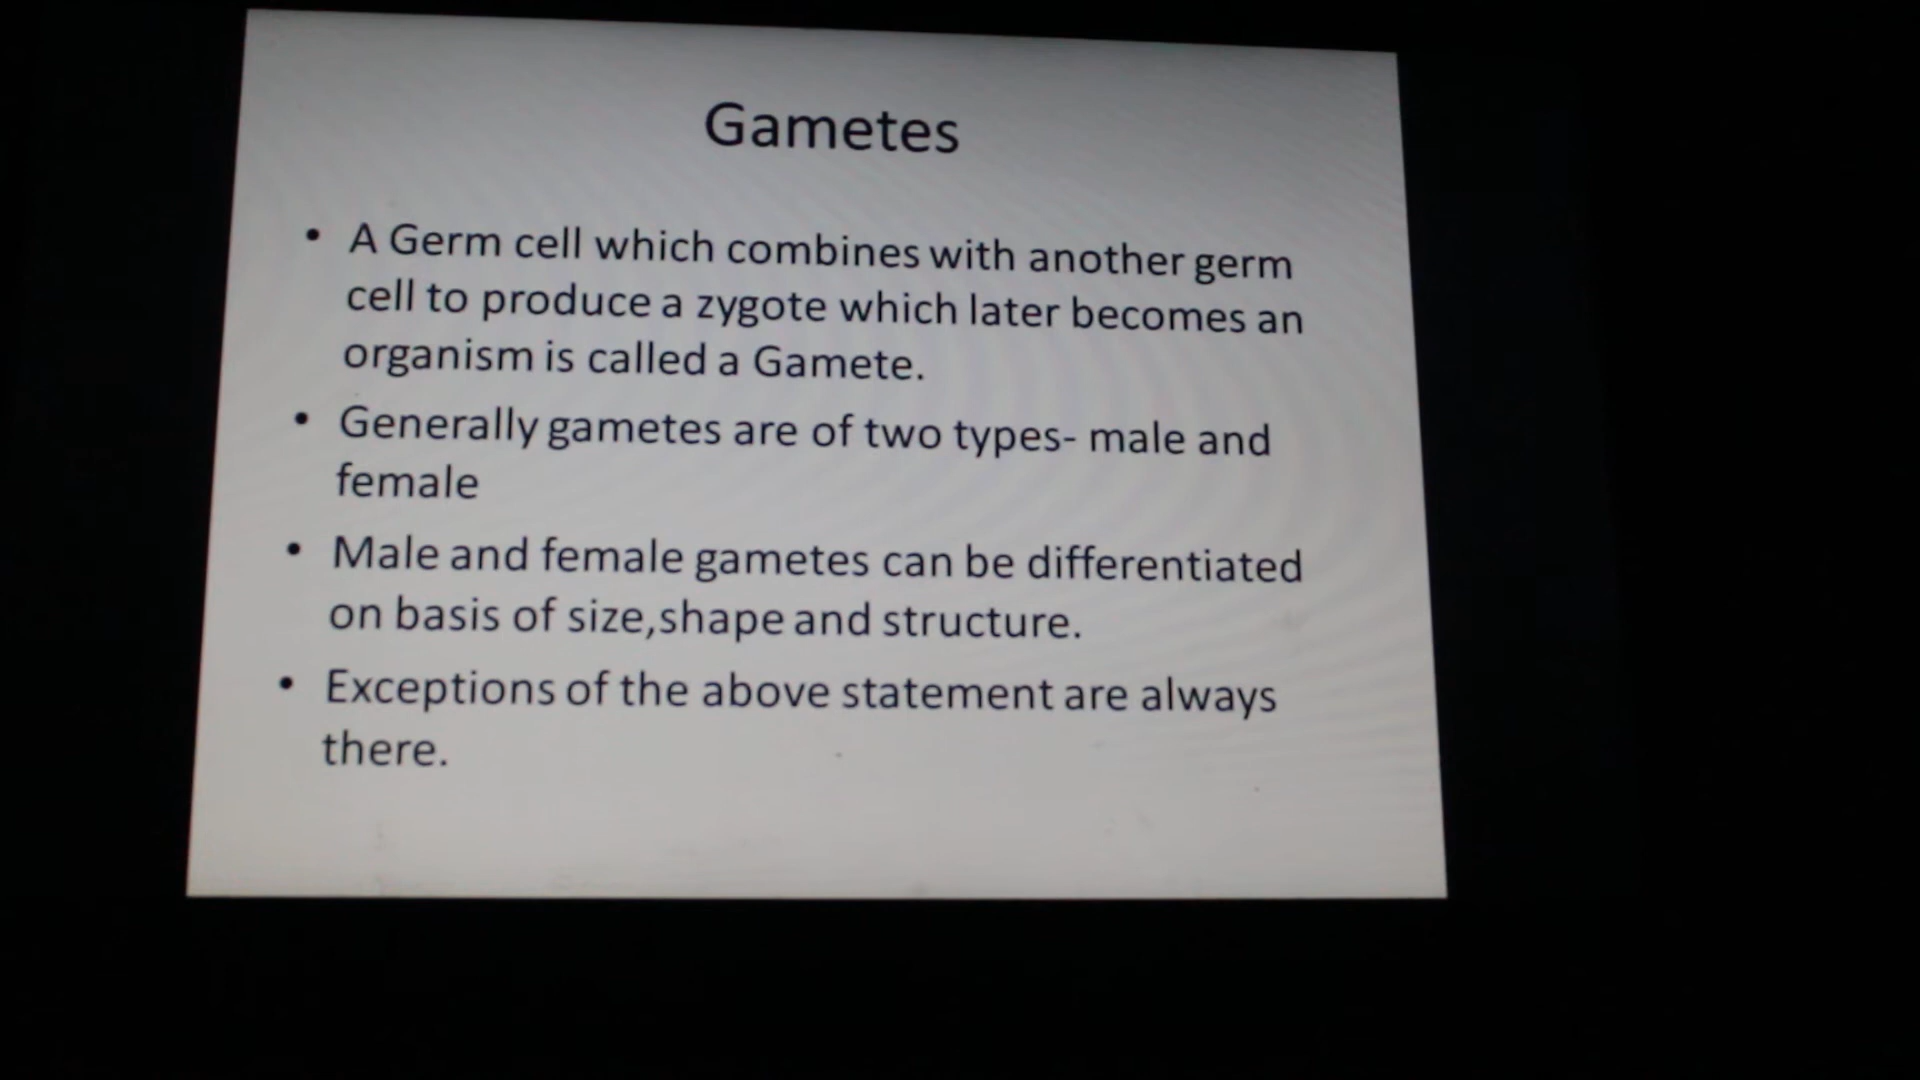 Gametes
• A Germ cell which combines with another germ
cell to produce a zygote which later becomes an
organism is called a Gamete.
• Generally gametes are of two types- male and
female
• Male and female gametes can be differentiated
on basis of size,shape and structure.
• Exceptions of the above statement are always
there.